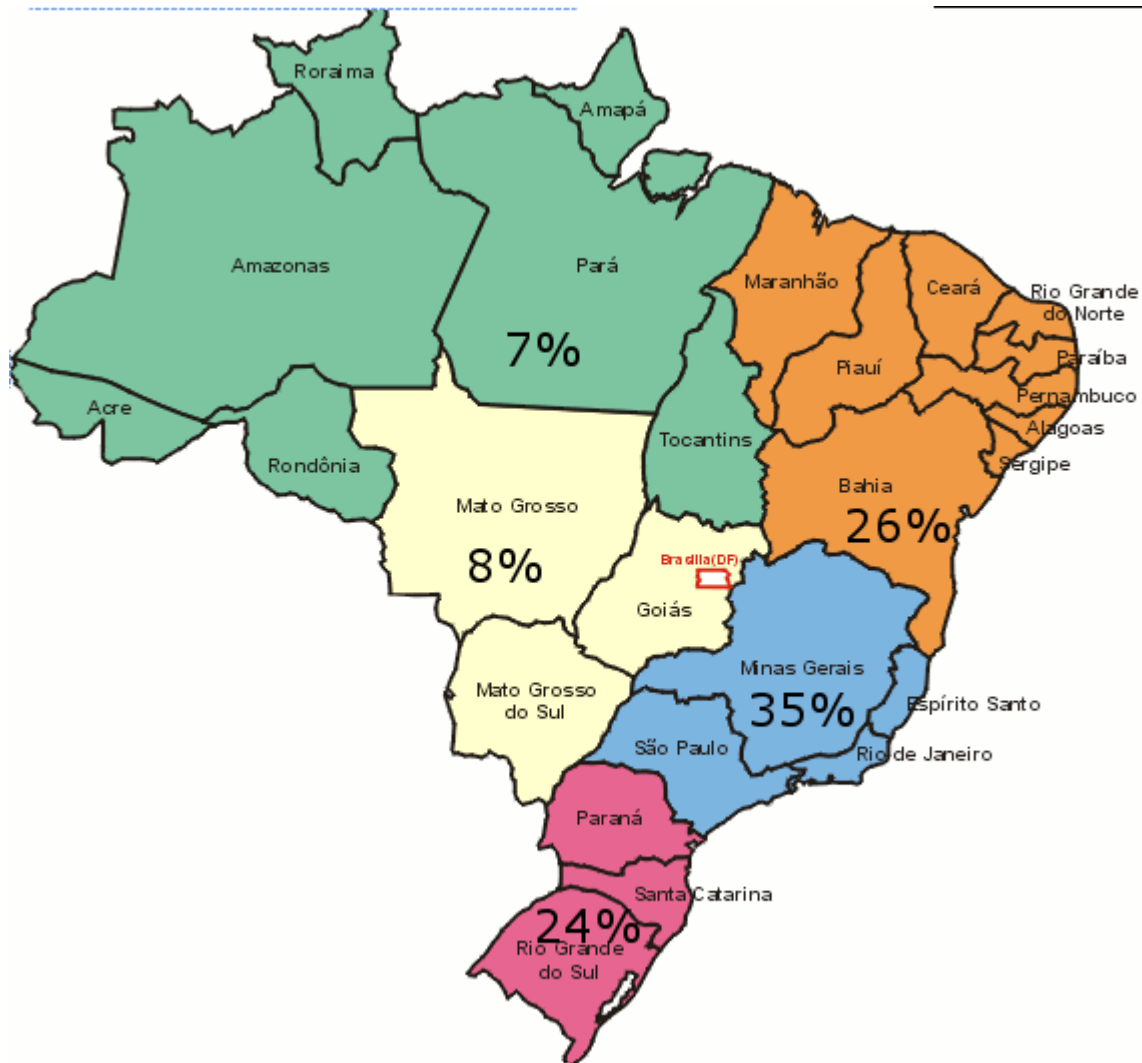 Roraima
Amapá
Amazonas
Pará
Maranhão
Ceará
Rio Grande
do Norte
7%
Piauí
Paraíba
Pernambuco
Acre
Alagoas
Tocantins
Sergipe
Rondônia
Bahia
Mato Grosso
26%
8%
Brasília(DF)
Goiás
Minas Gerais
Mato Grosso
do Sul
35%
Espírito Santo
São Paulo
Rio de Janeiro
Paraná
Santa Catarina
24%
Rio Grande
do Sul